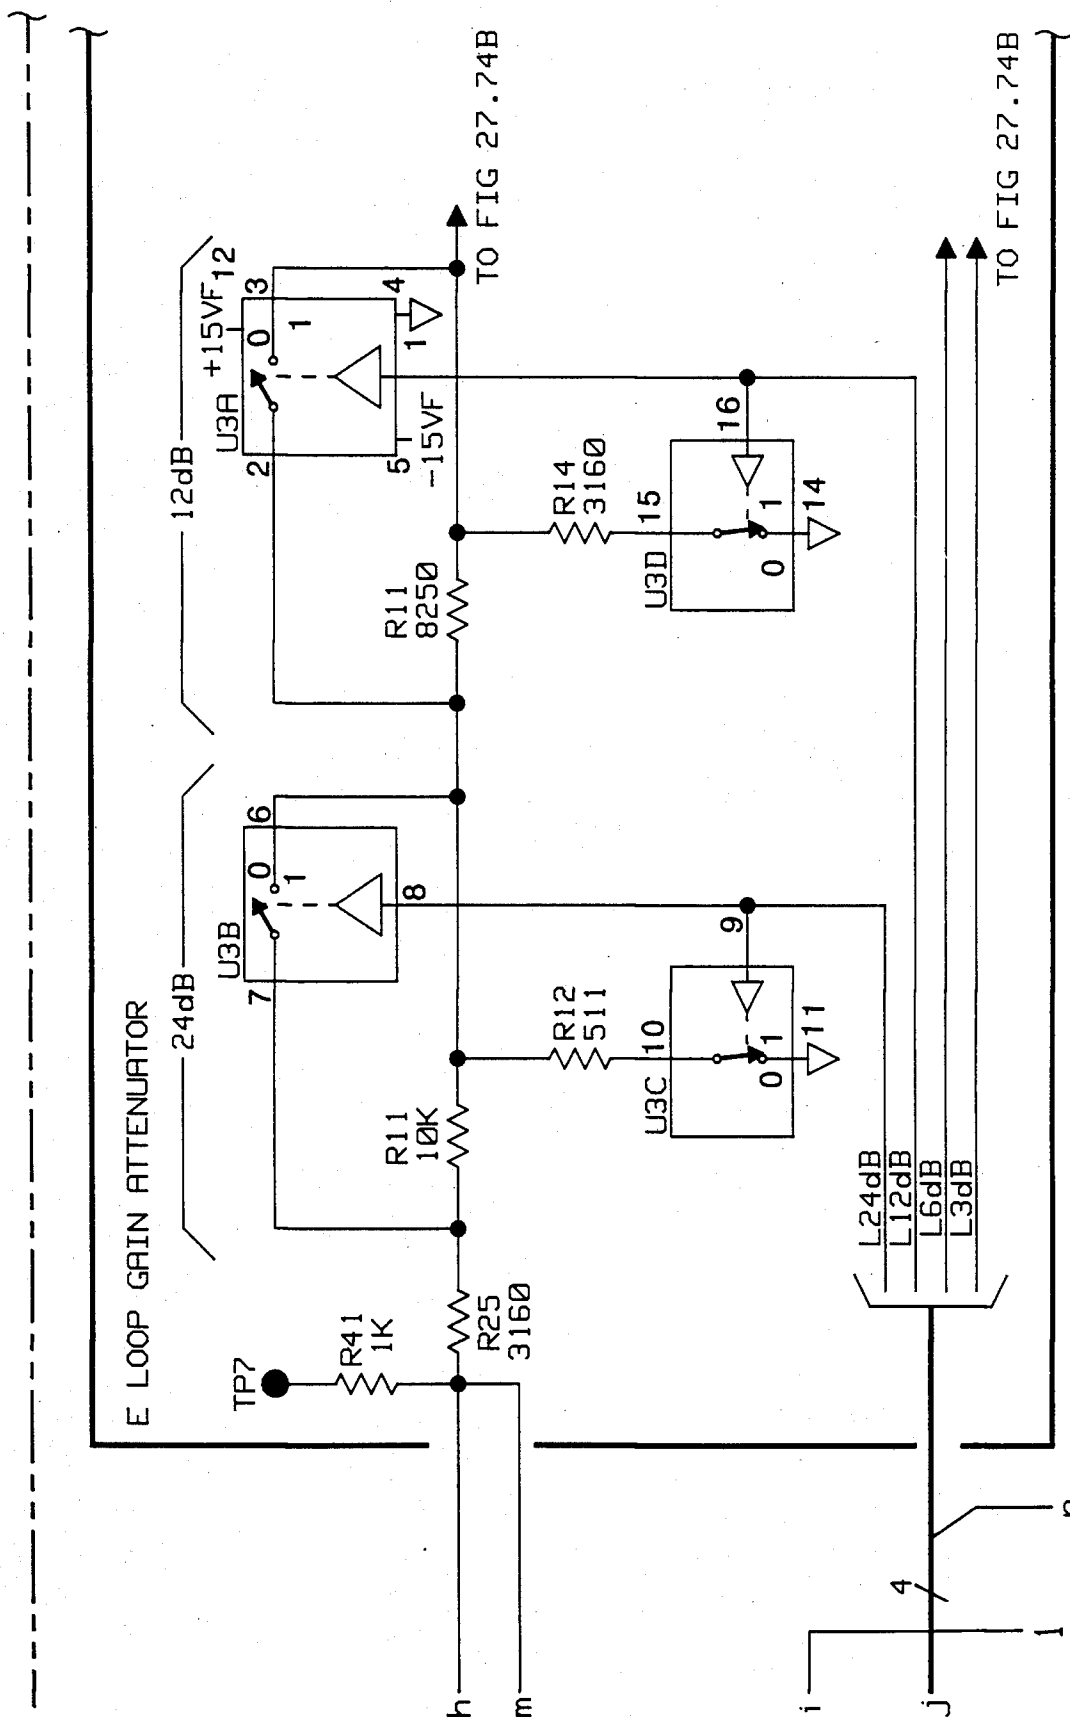 E LOOP GAIN ATTENUATOR
24dB
12dB
TP7
R41
1K
R25
3160
U3B
7
6
0
1
8
R11
10K
R12
511
10
U3C
9
0
1
11
U3A
+15VF
12
2
3
0
1
5
-15VF
4
1
R11
8250
R14
3160
15
U3D
16
0
1
14
TO FIG 27.74B
L24dB
L12dB
L6dB
L3dB
TO FIG 27.74B
h
m
i
j
4
l